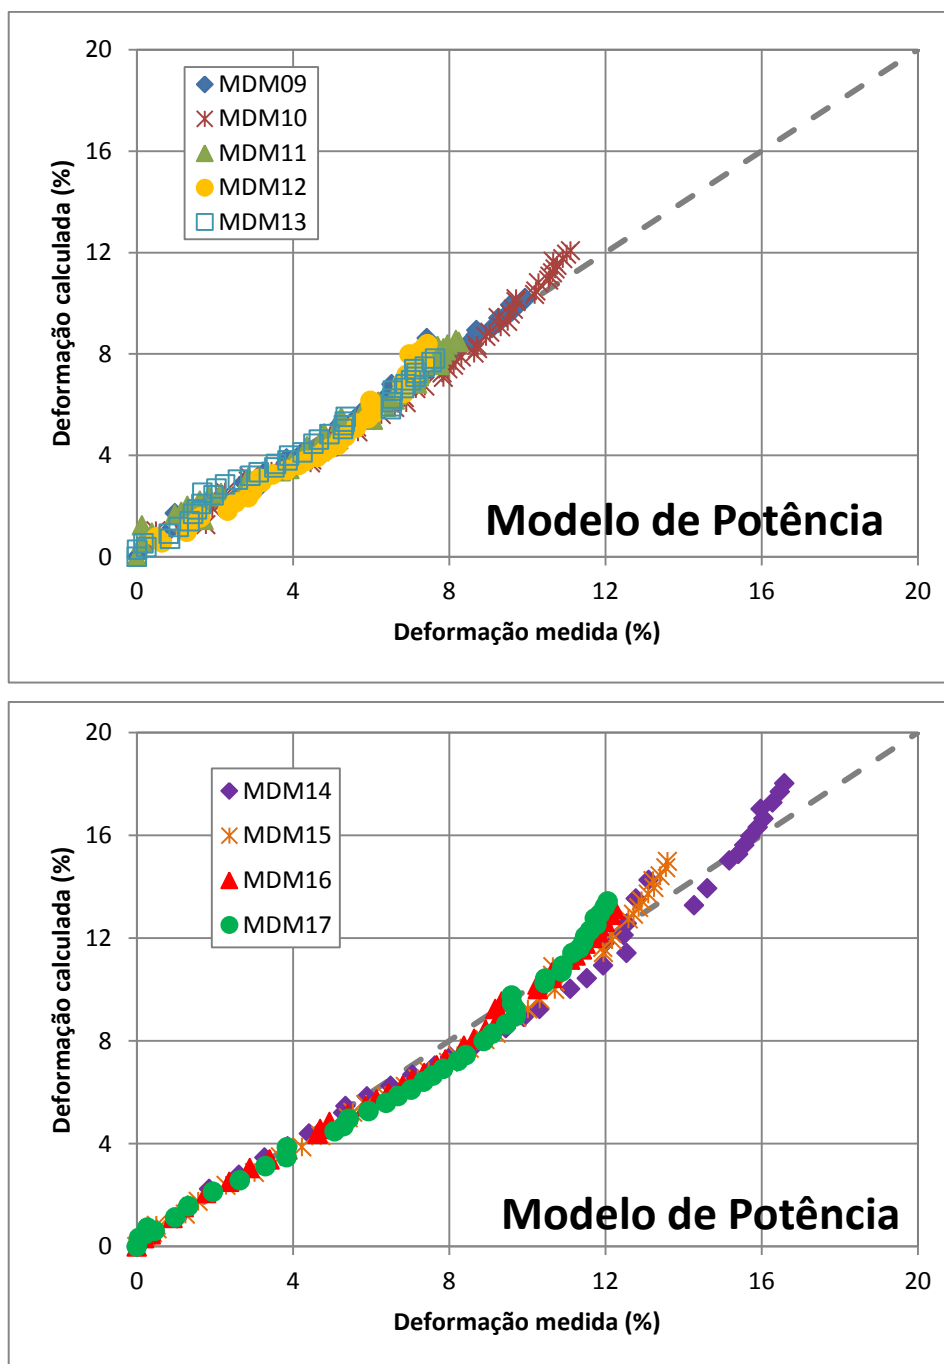 20
16
12
8
4
0
Deformação calculada (%)
MDM09
MDM10
MDM11
MDM12
MDM13
Modelo de Potência
0 4 8 12 16 20
Deformação medida (%)
20
16
12
8
4
0
Deformação calculada (%)
MDM14
MDM15
MDM16
MDM17
Modelo de Potência
0 4 8 12 16 20
Deformação medida (%)